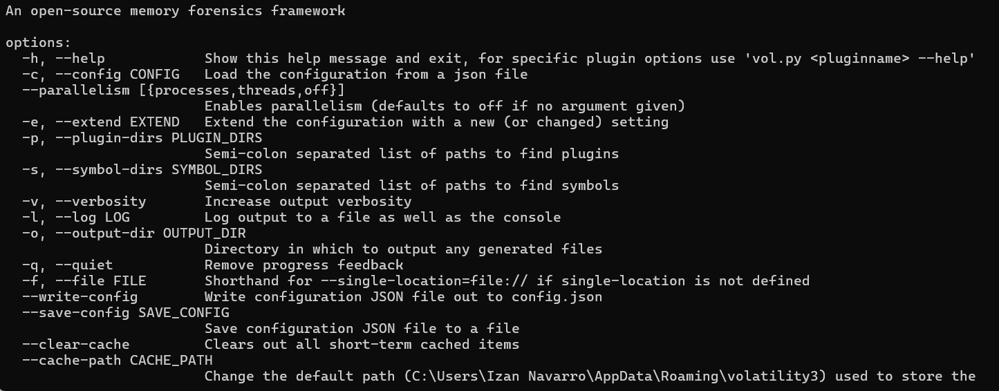 An open-source memory forensics framework
options:
-h, --help Show this help message and exit, for specific plugin options use 'vol.py <pluginname> --help'
-c, --config CONFIG Load the configuration from a json file
--parallelism [{processes,threads,off}]
Enables parallelism (defaults to off if no argument given)
-e, --extend EXTEND Extend the configuration with a new (or changed) setting
-p, --plugin-dirs PLUGIN_DIRS
Semi-colon separated list of paths to find plugins
-s, --symbol-dirs SYMBOL_DIRS
Semi-colon separated list of paths to find symbols
-v, --verbosity Increase output verbosity
-l, --log LOG Log output to a file as well as the console
-o, --output-dir OUTPUT_DIR
Directory in which to output any generated files
-q, --quiet Remove progress feedback
-f, --file FILE Shorthand for --single-location=file:// if single-location is not defined
--write-config Write configuration JSON file out to config.json
--save-config SAVE_CONFIG
Save configuration JSON file to a file
--clear-cache Clears out all short-term cached items
--cache-path CACHE_PATH
Change the default path (C:\Users\Izan Navarro\AppData\Roaming\volatility3) used to store the